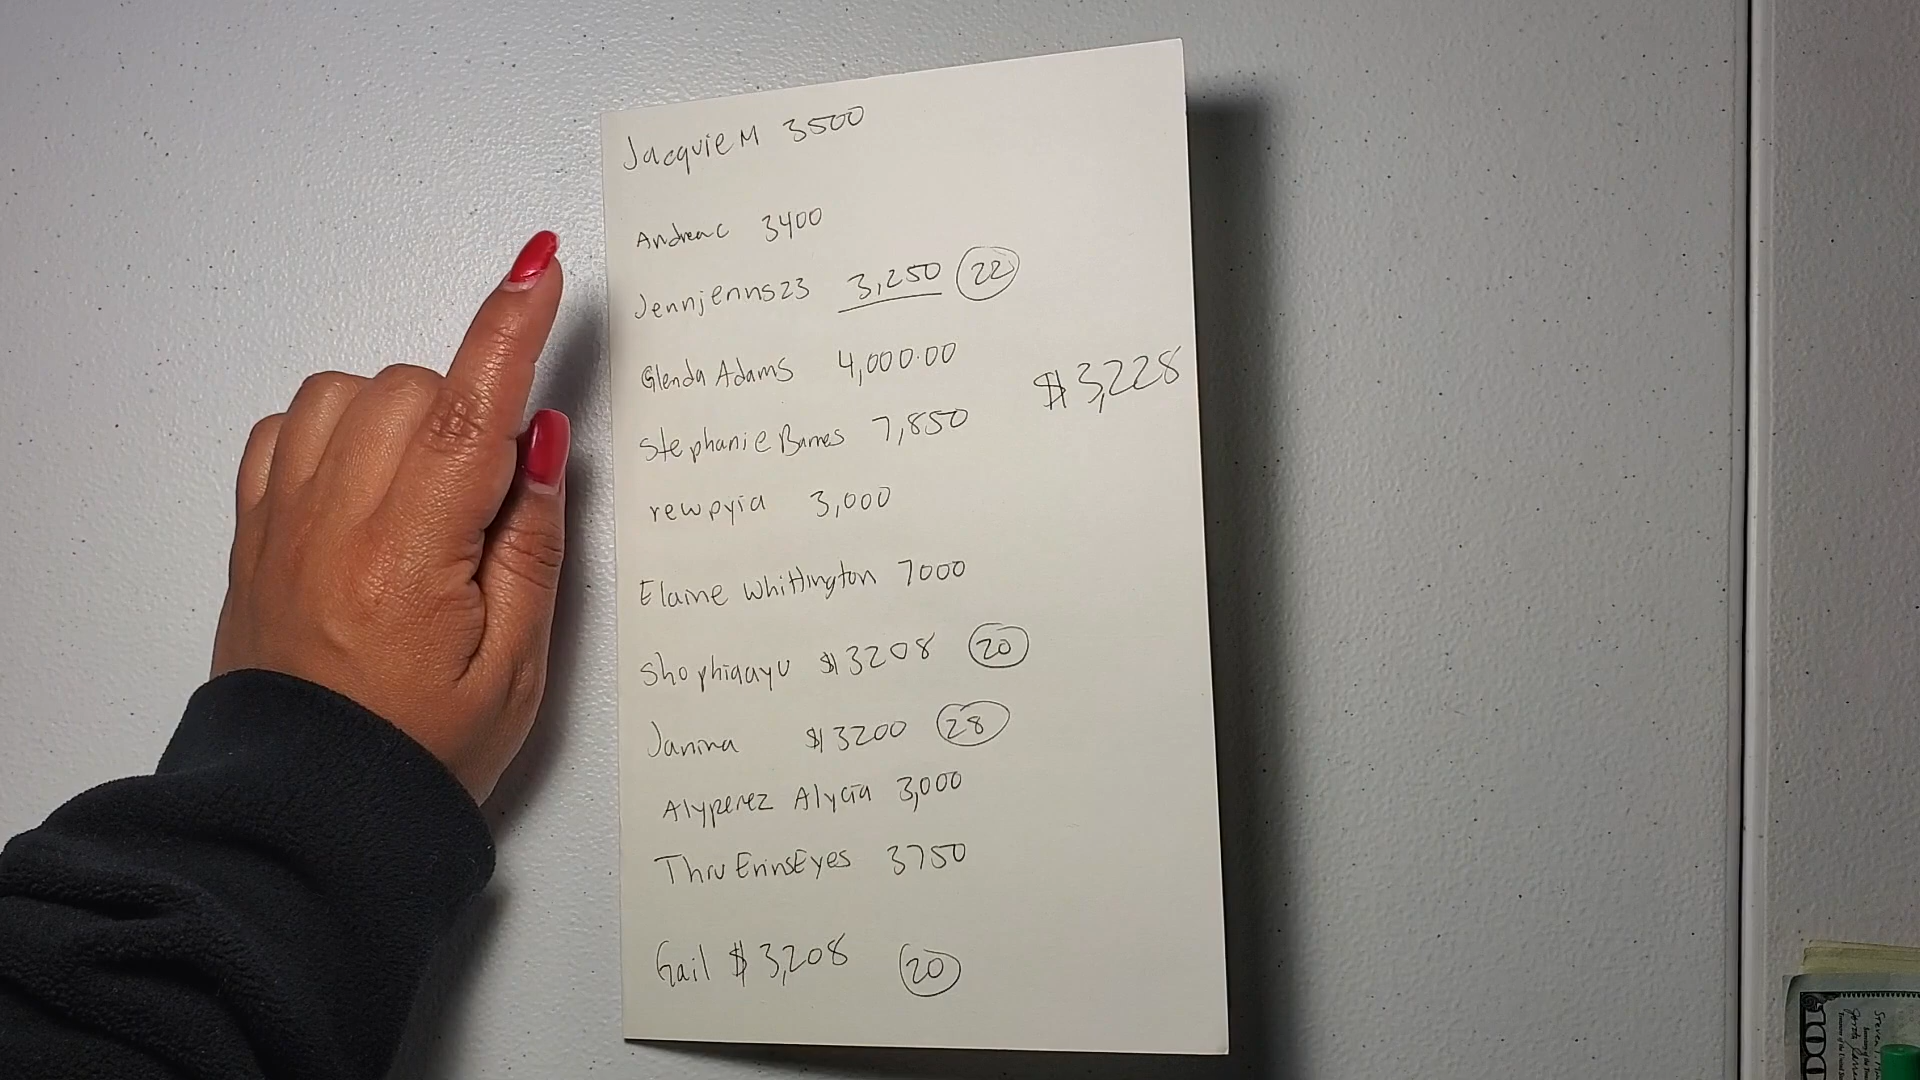 JacquieM 3500
AndreaC 3400
Jennjenns23 3,250 22
Glenda Adams 4,000.00
$3,228
Stephanie Barnes 7,850
rewpyia 3,000
Elaine Whittington 7000
Shophiaayu $3208 20
Janina $3200 28
Alyperez Alycia 3,000
ThruErinsEyes 3750
Gail $3,208 20
100